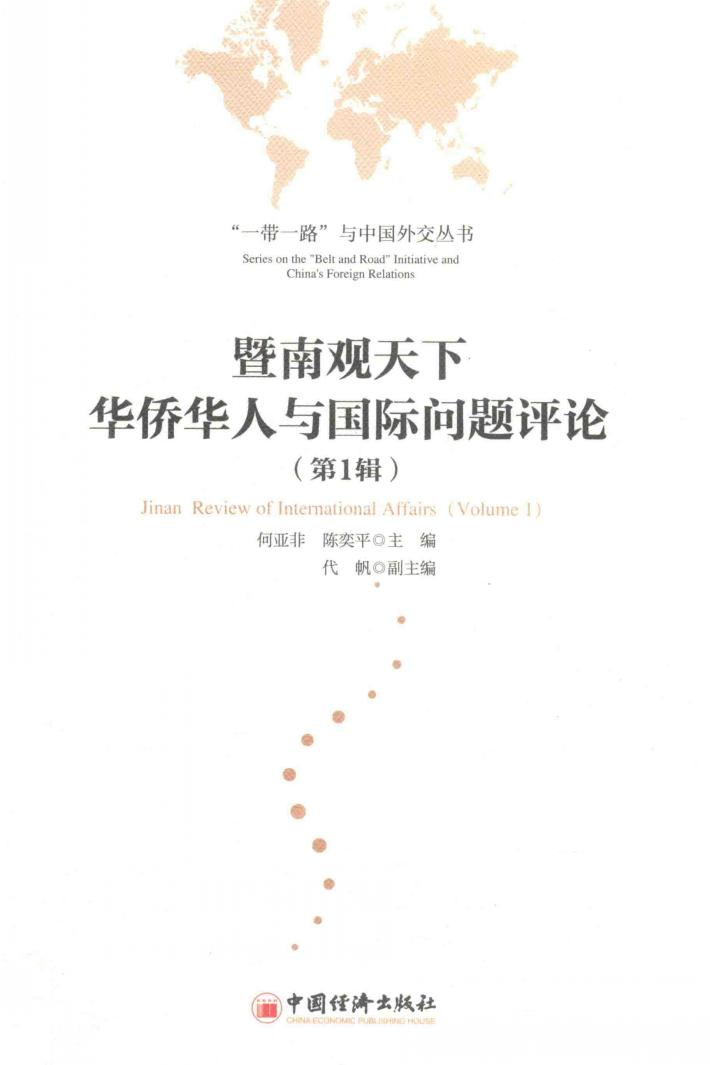 “一带一路”与中国外交丛书
Series on the "Belt and Road" Initiative and
China's Foreign Relations
暨南观天下
华侨华人与国际问题评论
（第1辑）
Jinan Review of International Affairs (Volume 1)
何亚非 陈奕平◎主 编
代 帆◎副主编
中国经济出版社
CHINA ECONOMIC PUBLISHING HOUSE